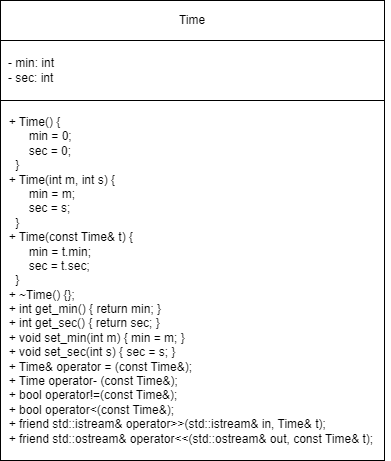 Time
- min: int
- sec: int
+ Time() {
min = 0;
sec = 0;
}
+ Time(int m, int s) {
min = m;
sec = s;
}
+ Time(const Time& t) {
min = t.min;
sec = t.sec;
}
+ ~Time() {};
+ int get_min() { return min; }
+ int get_sec() { return sec; }
+ void set_min(int m) { min = m; }
+ void set_sec(int s) { sec = s; }
+ Time& operator = (const Time&);
+ Time operator- (const Time&);
+ bool operator!=(const Time&);
+ bool operator<(const Time&);
+ friend std::istream& operator>>(std::istream& in, Time& t);
+ friend std::ostream& operator<<(std::ostream& out, const Time& t);